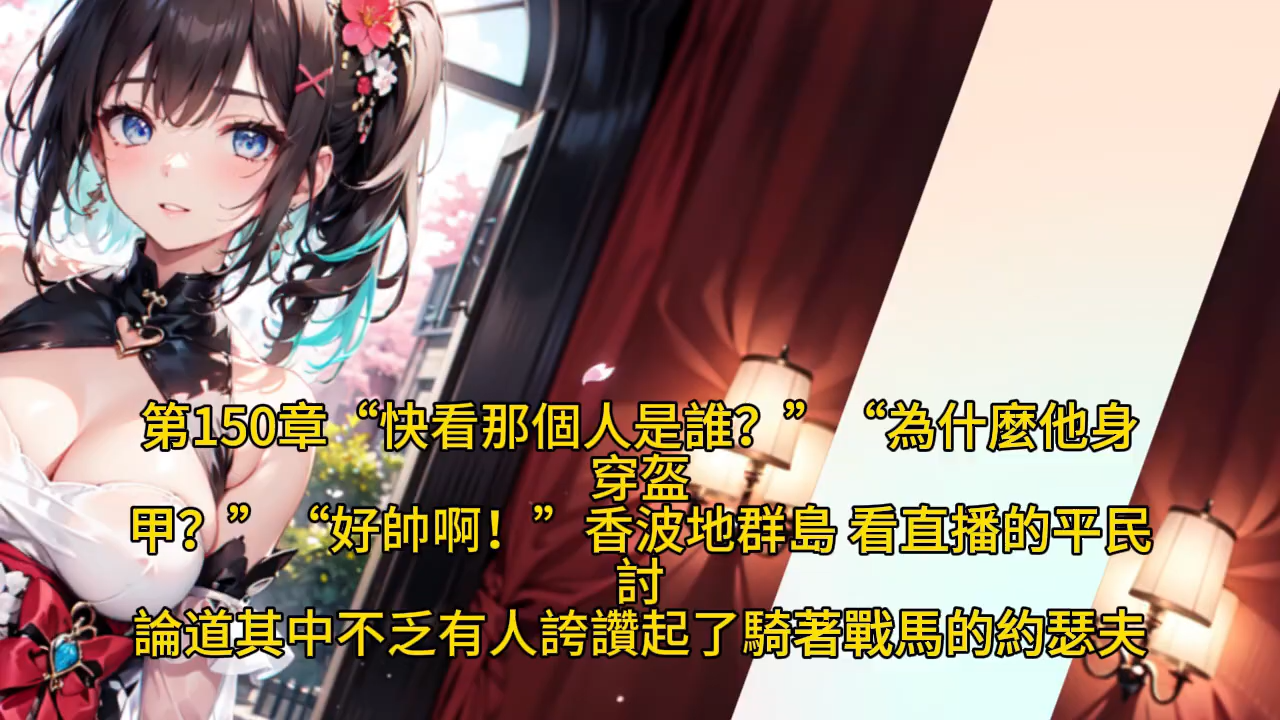 第150章“快看那個人是誰？” “為什麼他身
穿盔
甲？” “好帥啊！” 香波地群島 看直播的平民
討
論道其中不乏有人誇讚起了騎著戰馬的約瑟夫